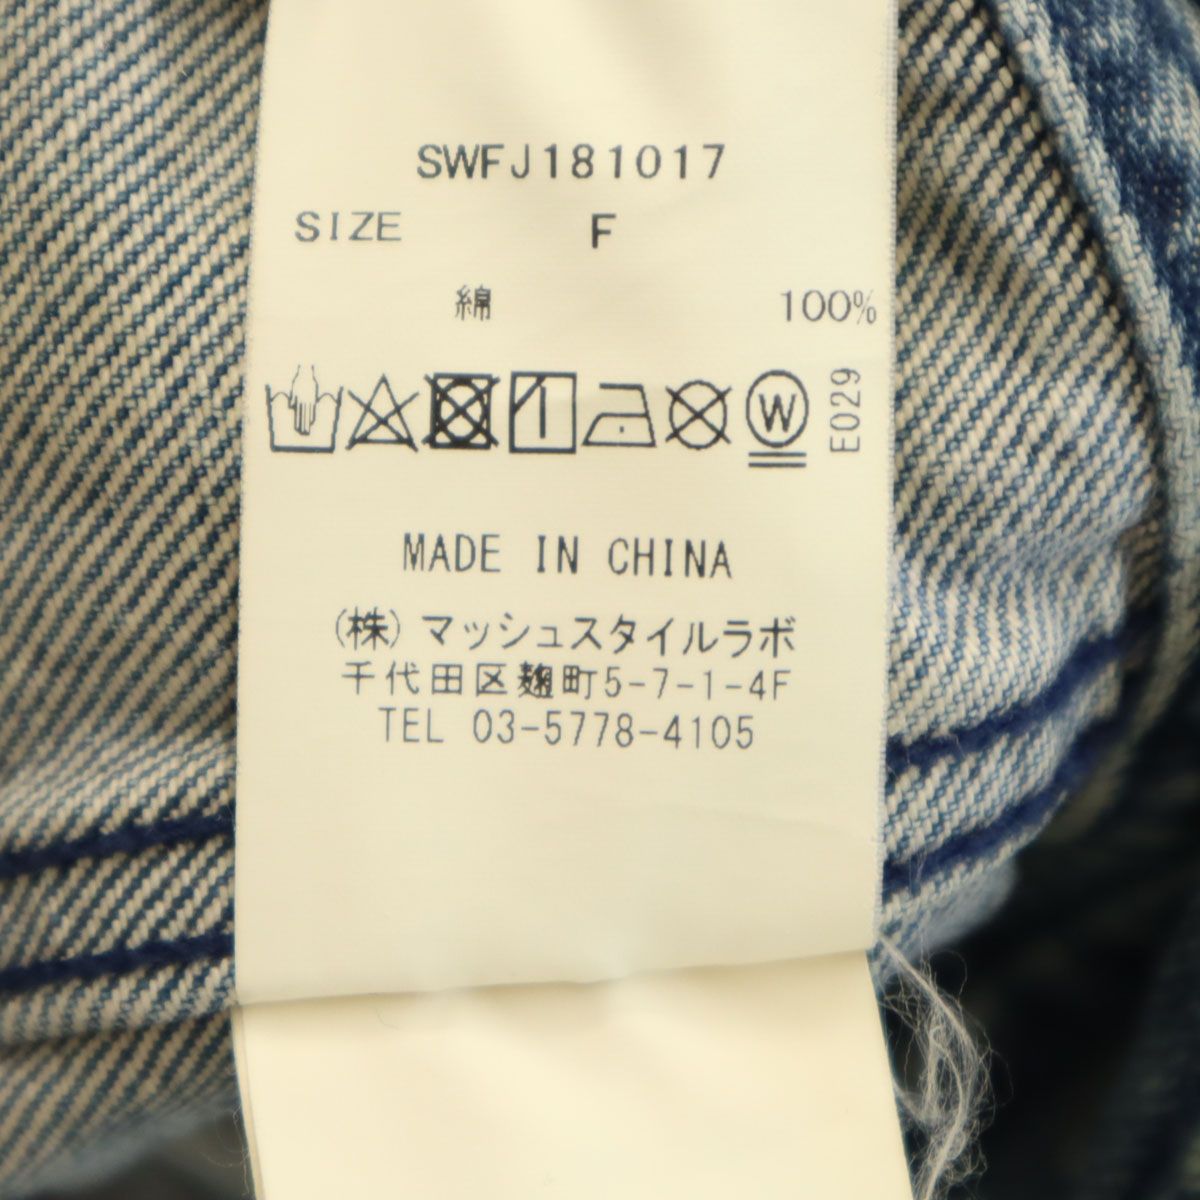 SWFJ181017
SIZE F
綿 100%
W
E029
MADE IN CHINA
(株)マッシュスタイルラボ
千代田区麹町5-7-1-4F
TEL 03-5778-4105